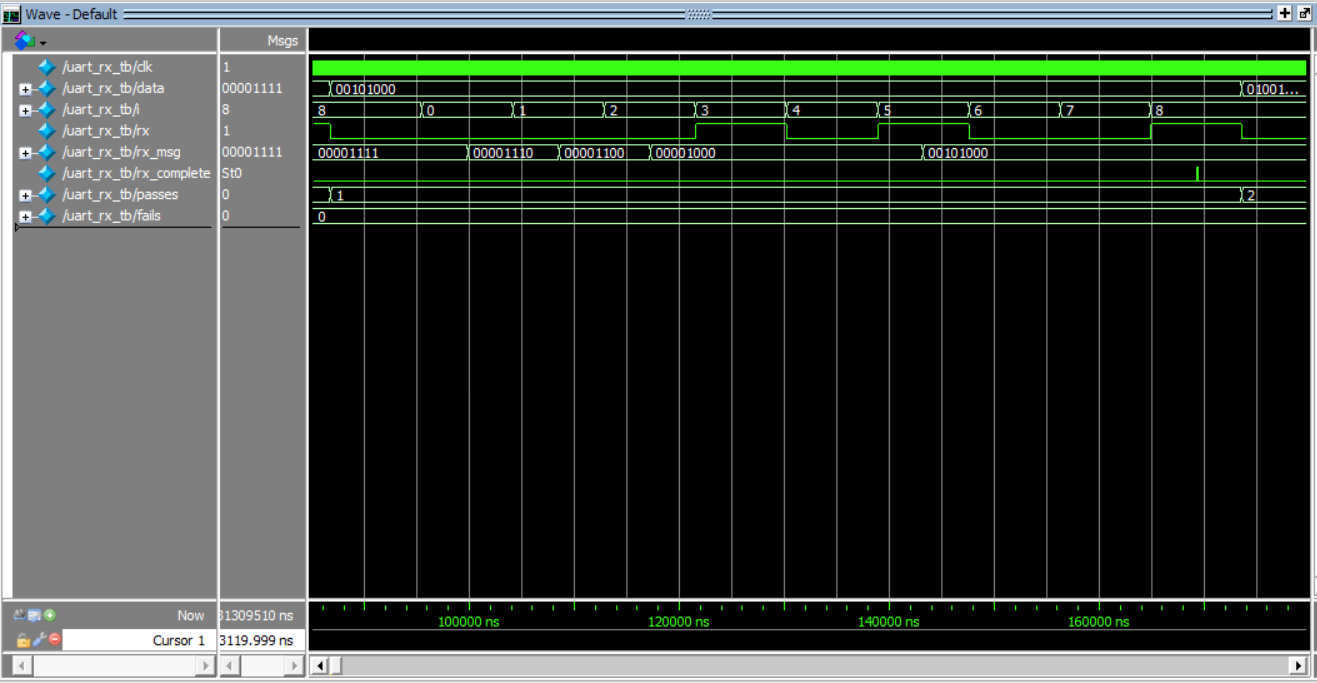 Wave - Default
Msgs
/uart_rx_tb/clk 1
/uart_rx_tb/data 00001111 00101000 01001...
/uart_rx_tb/i 8 8 0 1 2 3 4 5 6 7 8
/uart_rx_tb/rx 1
/uart_rx_tb/rx_msg 00001111 00001111 00001110 00001100 00001000 00101000
/uart_rx_tb/rx_complete St0
/uart_rx_tb/passes 0 1 2
/uart_rx_tb/fails 0 0
Now 31309510 ns 100000 ns 120000 ns 140000 ns 160000 ns
Cursor 1 3119.999 ns